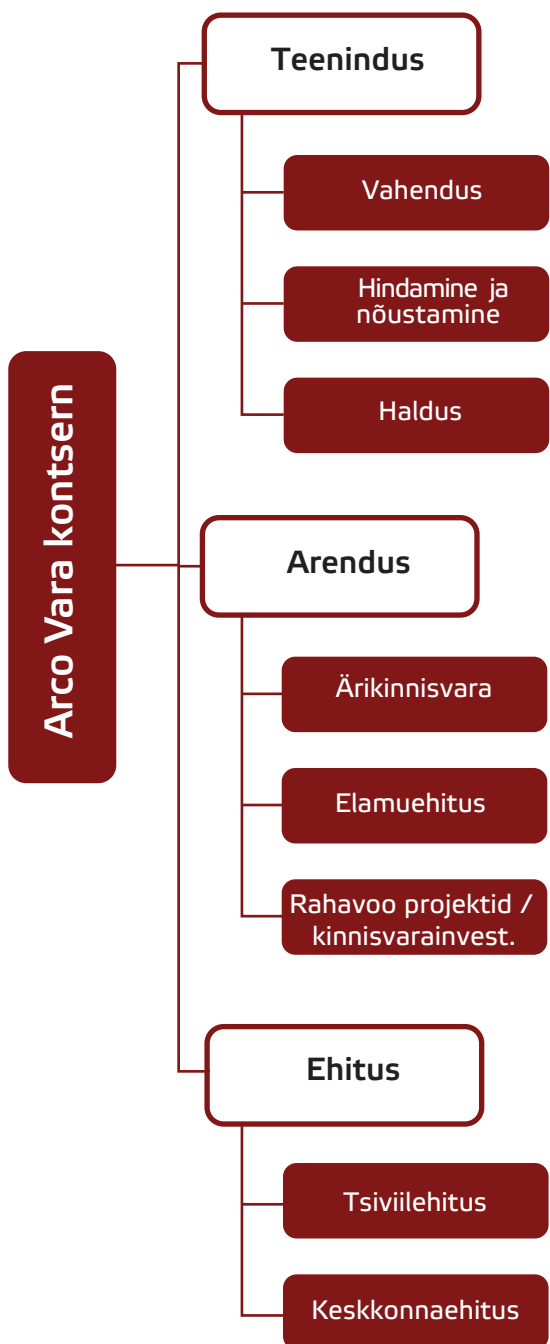 Arco Vara kontsern
Teenindus
Vahendus
Hindamine ja
nõustamine
Haldus
Arendus
Ärikinnisvara
Elamuehitus
Rahavoo projektid /
kinnisvarainvest.
Ehitus
Tsiviilehitus
Keskkonnaehitus